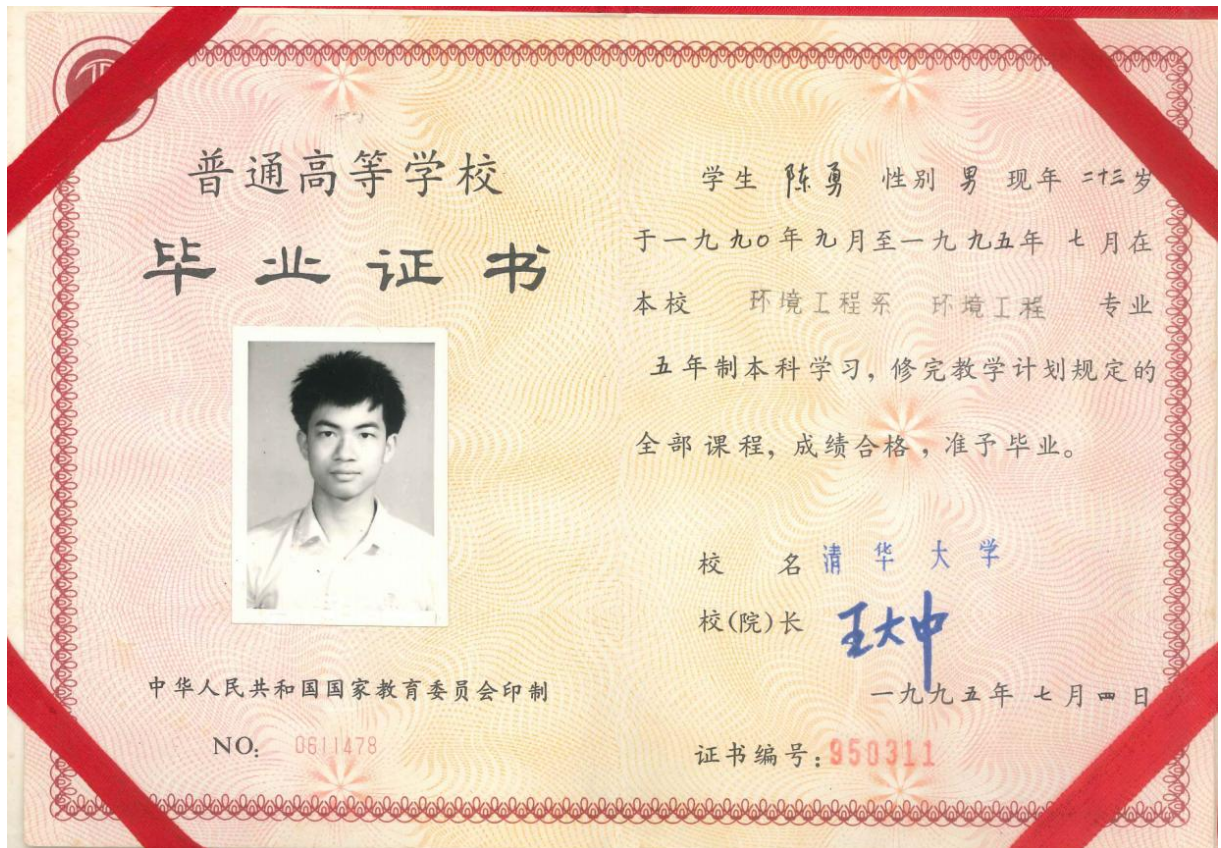 普通高等学校
毕业证书
中华人民共和国国家教育委员会印制
NO: 0611478
学生 陈勇 性别 男 现年 二十三岁
于一九九〇年九月至一九九五年 七月在
本校 环境工程系 环境工程 专业
五年制本科学习，修完教学计划规定的
全部课程，成绩合格，准予毕业。
校 名 清华大学
校(院)长 王大中
一九九五年 七月 四日
证书编号：950311